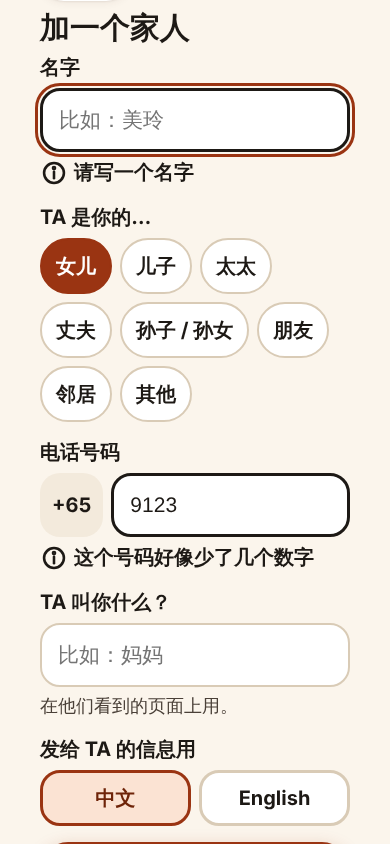 加一个家人
名字
比如：美玲
请写一个名字
TA 是你的…
女儿 儿子 太太
丈夫 孙子 / 孙女 朋友
邻居 其他
电话号码
+65 9123
这个号码好像少了几个数字
TA 叫你什么？
比如：妈妈
在他们看到的页面上用。
发给 TA 的信息用
中文 English